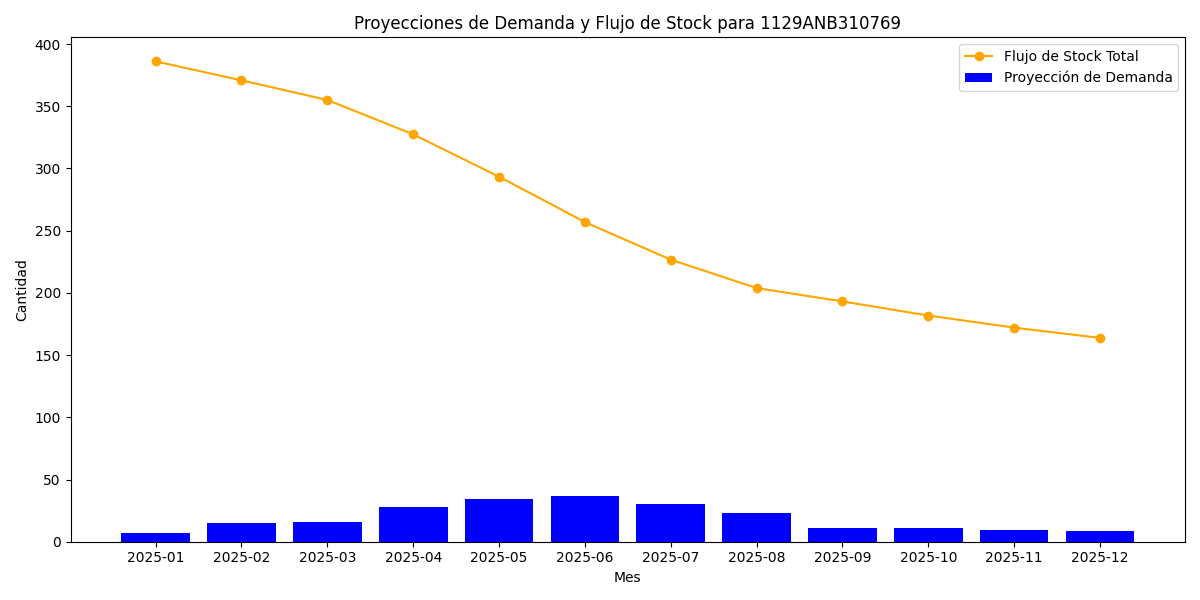 Proyecciones de Demanda y Flujo de Stock para 1129ANB310769
Flujo de Stock Total
Proyección de Demanda
Cantidad
400
350
300
250
200
150
100
50
0
2025-01 2025-02 2025-03 2025-04 2025-05 2025-06 2025-07 2025-08 2025-09 2025-10 2025-11 2025-12
Mes